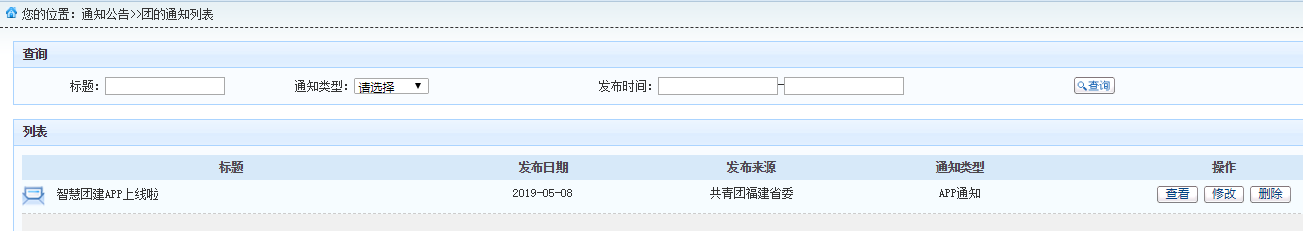 您的位置：通知公告>>团的通知列表
查询
标题： 通知类型：请选择 发布时间： - 查询
列表
标题 发布日期 发布来源 通知类型 操作
智慧团建APP上线啦 2019-05-08 共青团福建省委 APP通知 查看 修改 删除